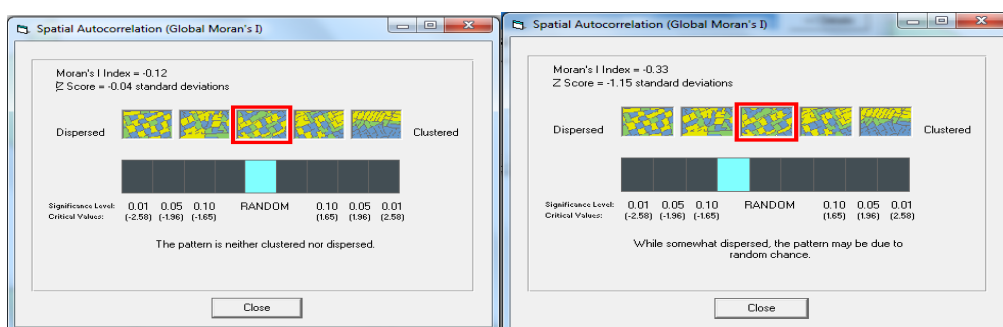 Spatial Autocorrelation (Global Moran's I)
Moran's I Index = -0.12
Z Score = -0.04 standard deviations
Dispersed
Clustered
Significance Level: 0.01 0.05 0.10 RANDOM 0.10 0.05 0.01
Critical Values: (-2.58) (-1.96) (-1.65) (1.65) (1.96) (2.58)
The pattern is neither clustered nor dispersed.
Close
Spatial Autocorrelation (Global Moran's I)
Moran's I Index = -0.33
Z Score = -1.15 standard deviations
Dispersed
Clustered
Significance Level: 0.01 0.05 0.10 RANDOM 0.10 0.05 0.01
Critical Values: (-2.58) (-1.96) (-1.65) (1.65) (1.96) (2.58)
While somewhat dispersed, the pattern may be due to
random chance.
Close